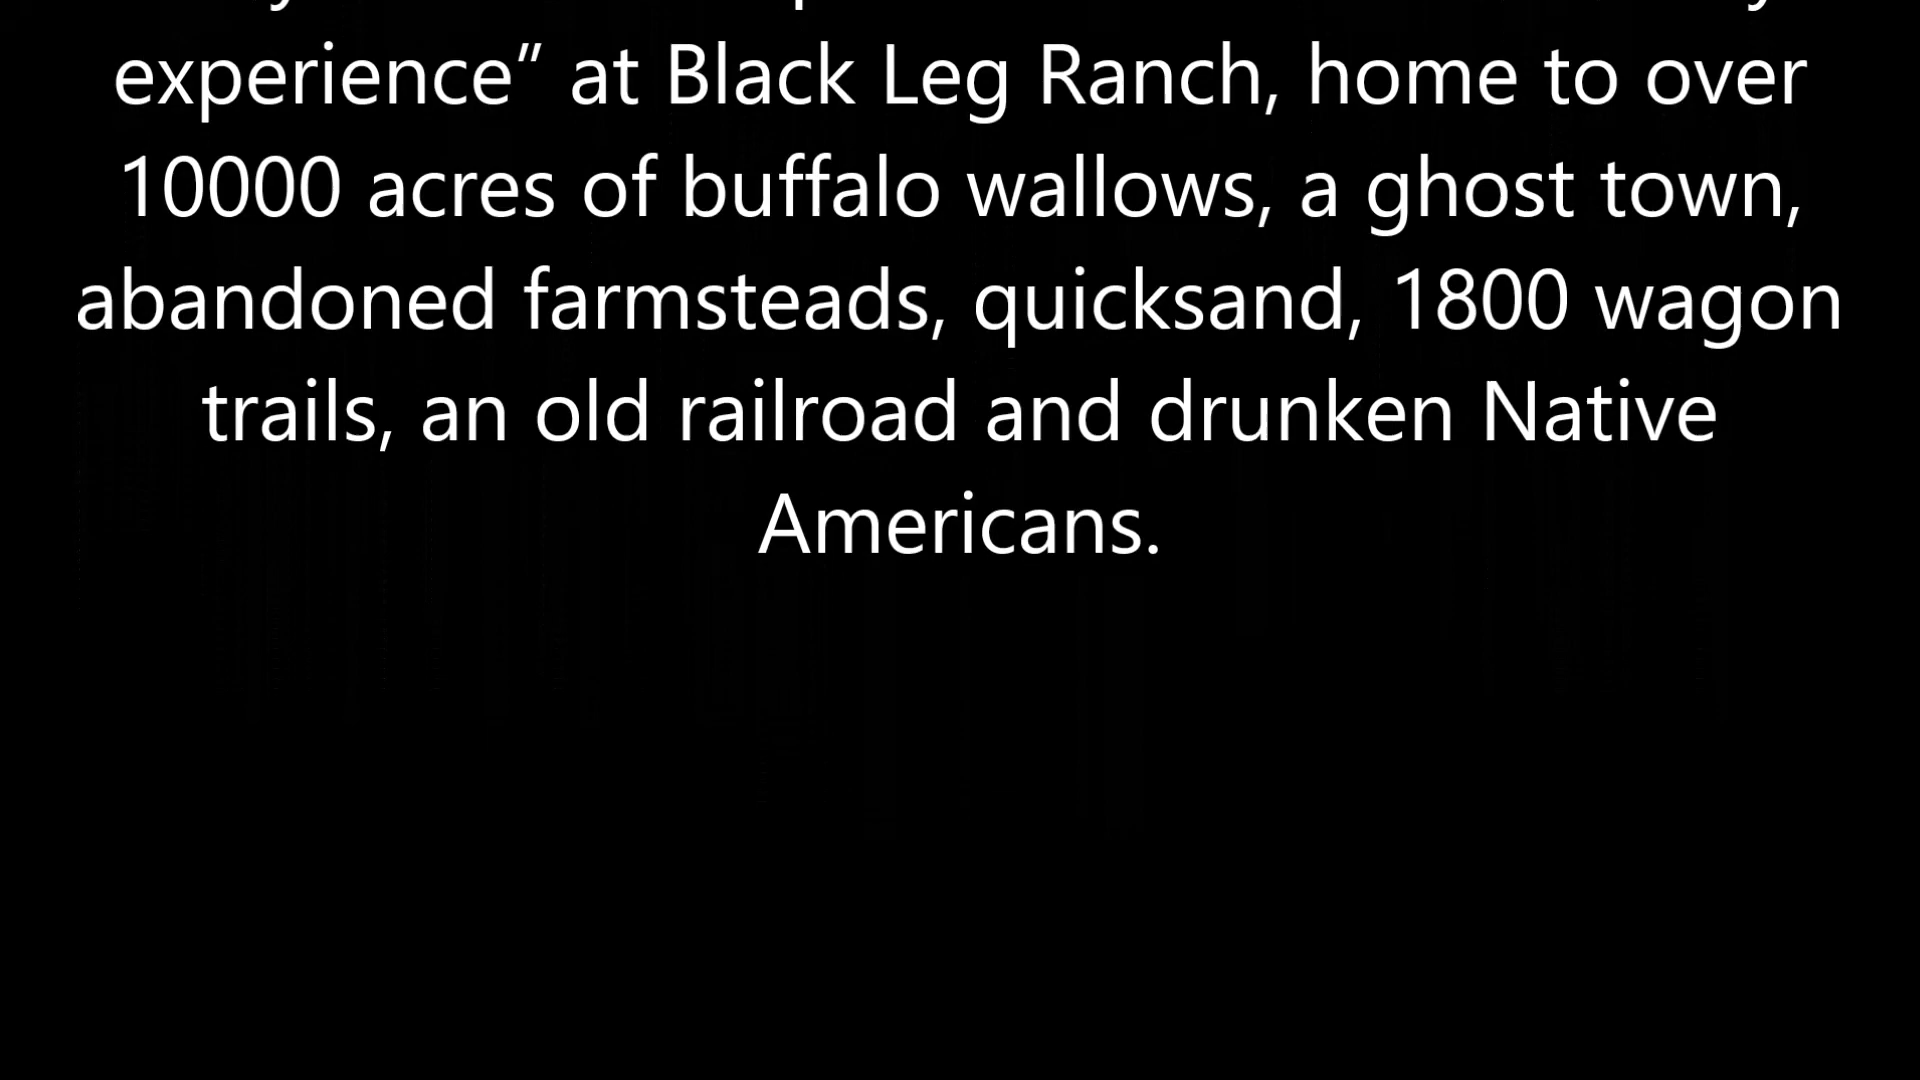 experience” at Black Leg Ranch, home to over
10000 acres of buffalo wallows, a ghost town,
abandoned farmsteads, quicksand, 1800 wagon
trails, an old railroad and drunken Native
Americans.